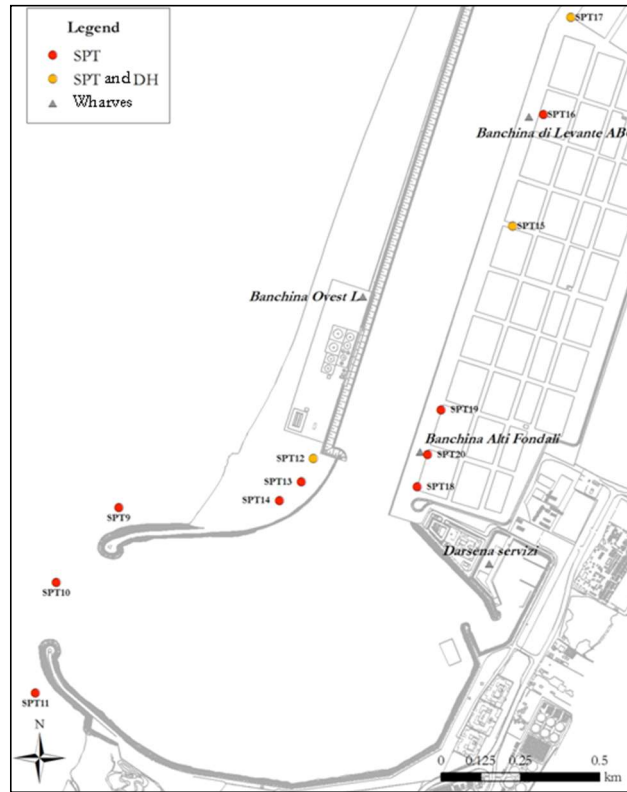 Legend
SPT
SPT and DH
Wharves
SPT17
SPT16
Banchina di Levante AB
SPT15
Banchina Ovest L
SPT19
Banchina Alti Fondali
SPT12
SPT20
SPT13
SPT18
SPT14
SPT9
Darsena servizi
SPT10
SPT11
N
0 0.125 0.25 0.5
km